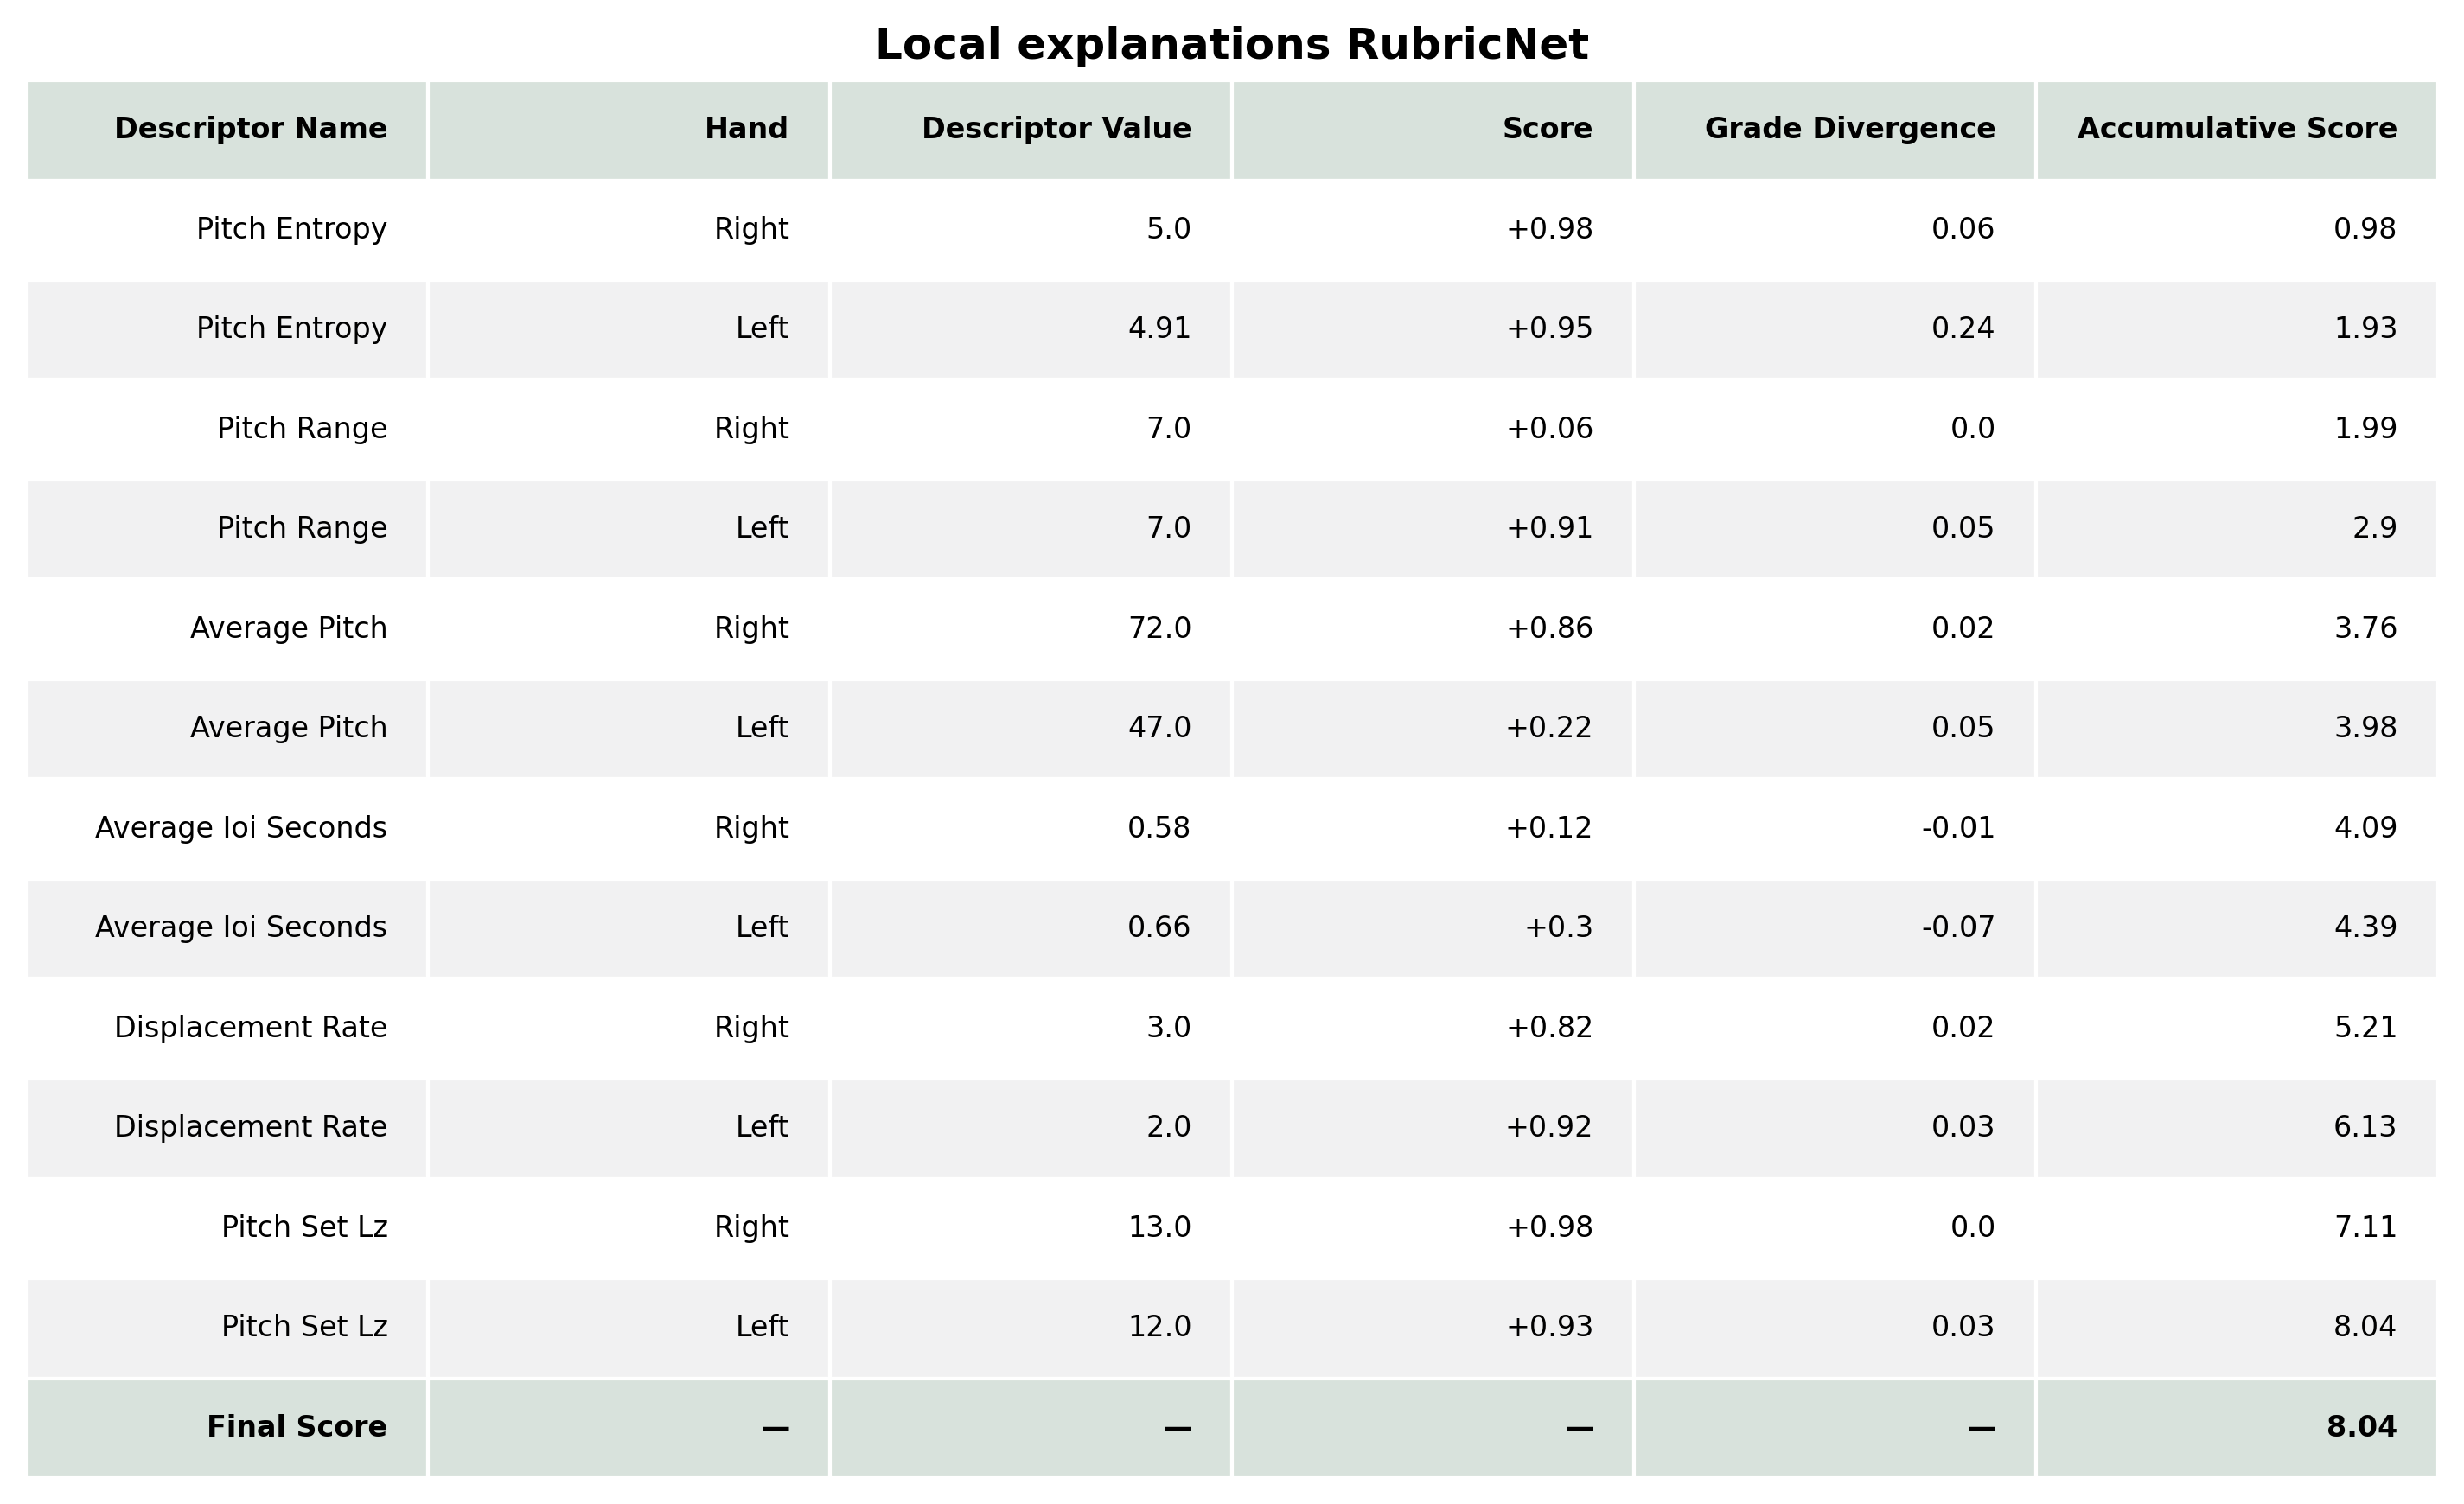 Local explanations RubricNet
Descriptor Name Hand Descriptor Value Score Grade Divergence Accumulative Score
Pitch Entropy Right 5.0 +0.98 0.06 0.98
Pitch Entropy Left 4.91 +0.95 0.24 1.93
Pitch Range Right 7.0 +0.06 0.0 1.99
Pitch Range Left 7.0 +0.91 0.05 2.9
Average Pitch Right 72.0 +0.86 0.02 3.76
Average Pitch Left 47.0 +0.22 0.05 3.98
Average Ioi Seconds Right 0.58 +0.12 -0.01 4.09
Average Ioi Seconds Left 0.66 +0.3 -0.07 4.39
Displacement Rate Right 3.0 +0.82 0.02 5.21
Displacement Rate Left 2.0 +0.92 0.03 6.13
Pitch Set Lz Right 13.0 +0.98 0.0 7.11
Pitch Set Lz Left 12.0 +0.93 0.03 8.04
Final Score — — — — 8.04